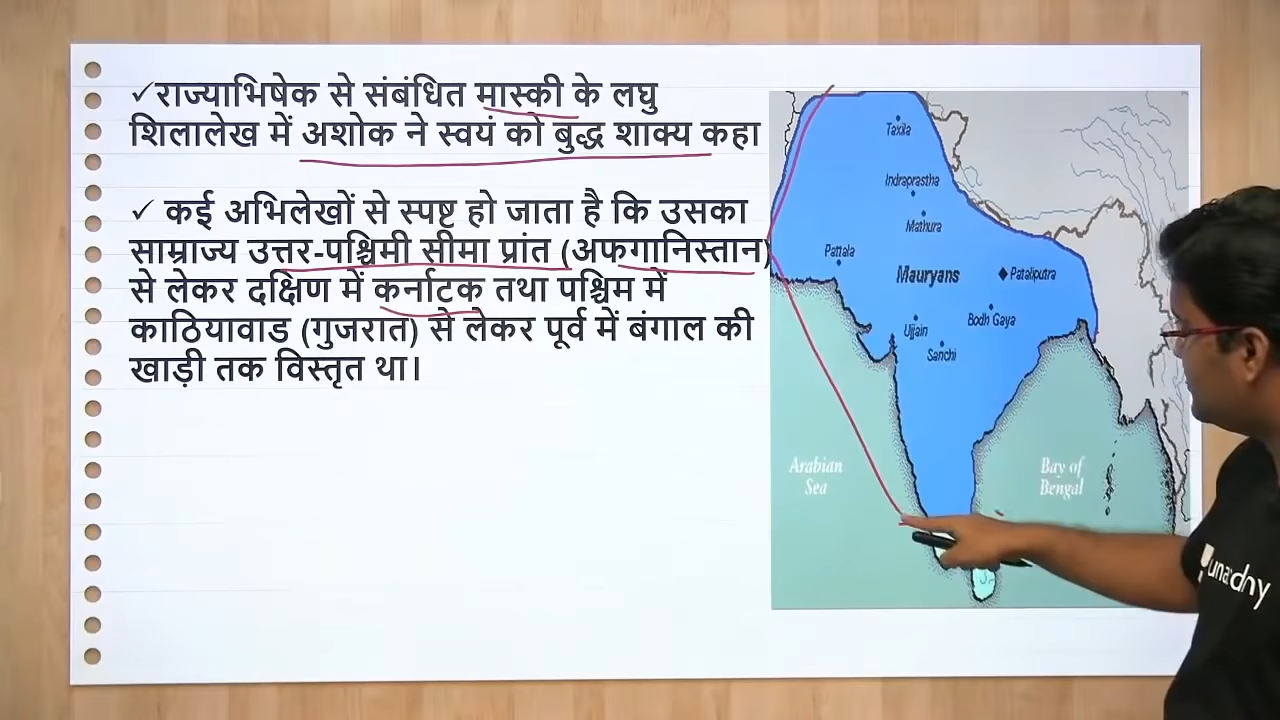 ✓राज्याभिषेक से संबंधित मास्की के लघु
शिलालेख में अशोक ने स्वयं को बुद्ध शाक्य कहा
✓ कई अभिलेखों से स्पष्ट हो जाता है कि उसका
साम्राज्य उत्तर-पश्चिमी सीमा प्रांत (अफगानिस्तान)
से लेकर दक्षिण में कर्नाटक तथा पश्चिम में
काठियावाड (गुजरात) से लेकर पूर्व में बंगाल की
खाड़ी तक विस्तृत था।
Taxila
Indraprastha
Mathura
Pattala
Mauryans
Pataliputra
Bodh Gaya
Ujjain
Sanchi
Arabian
Sea
Bay of
Bengal